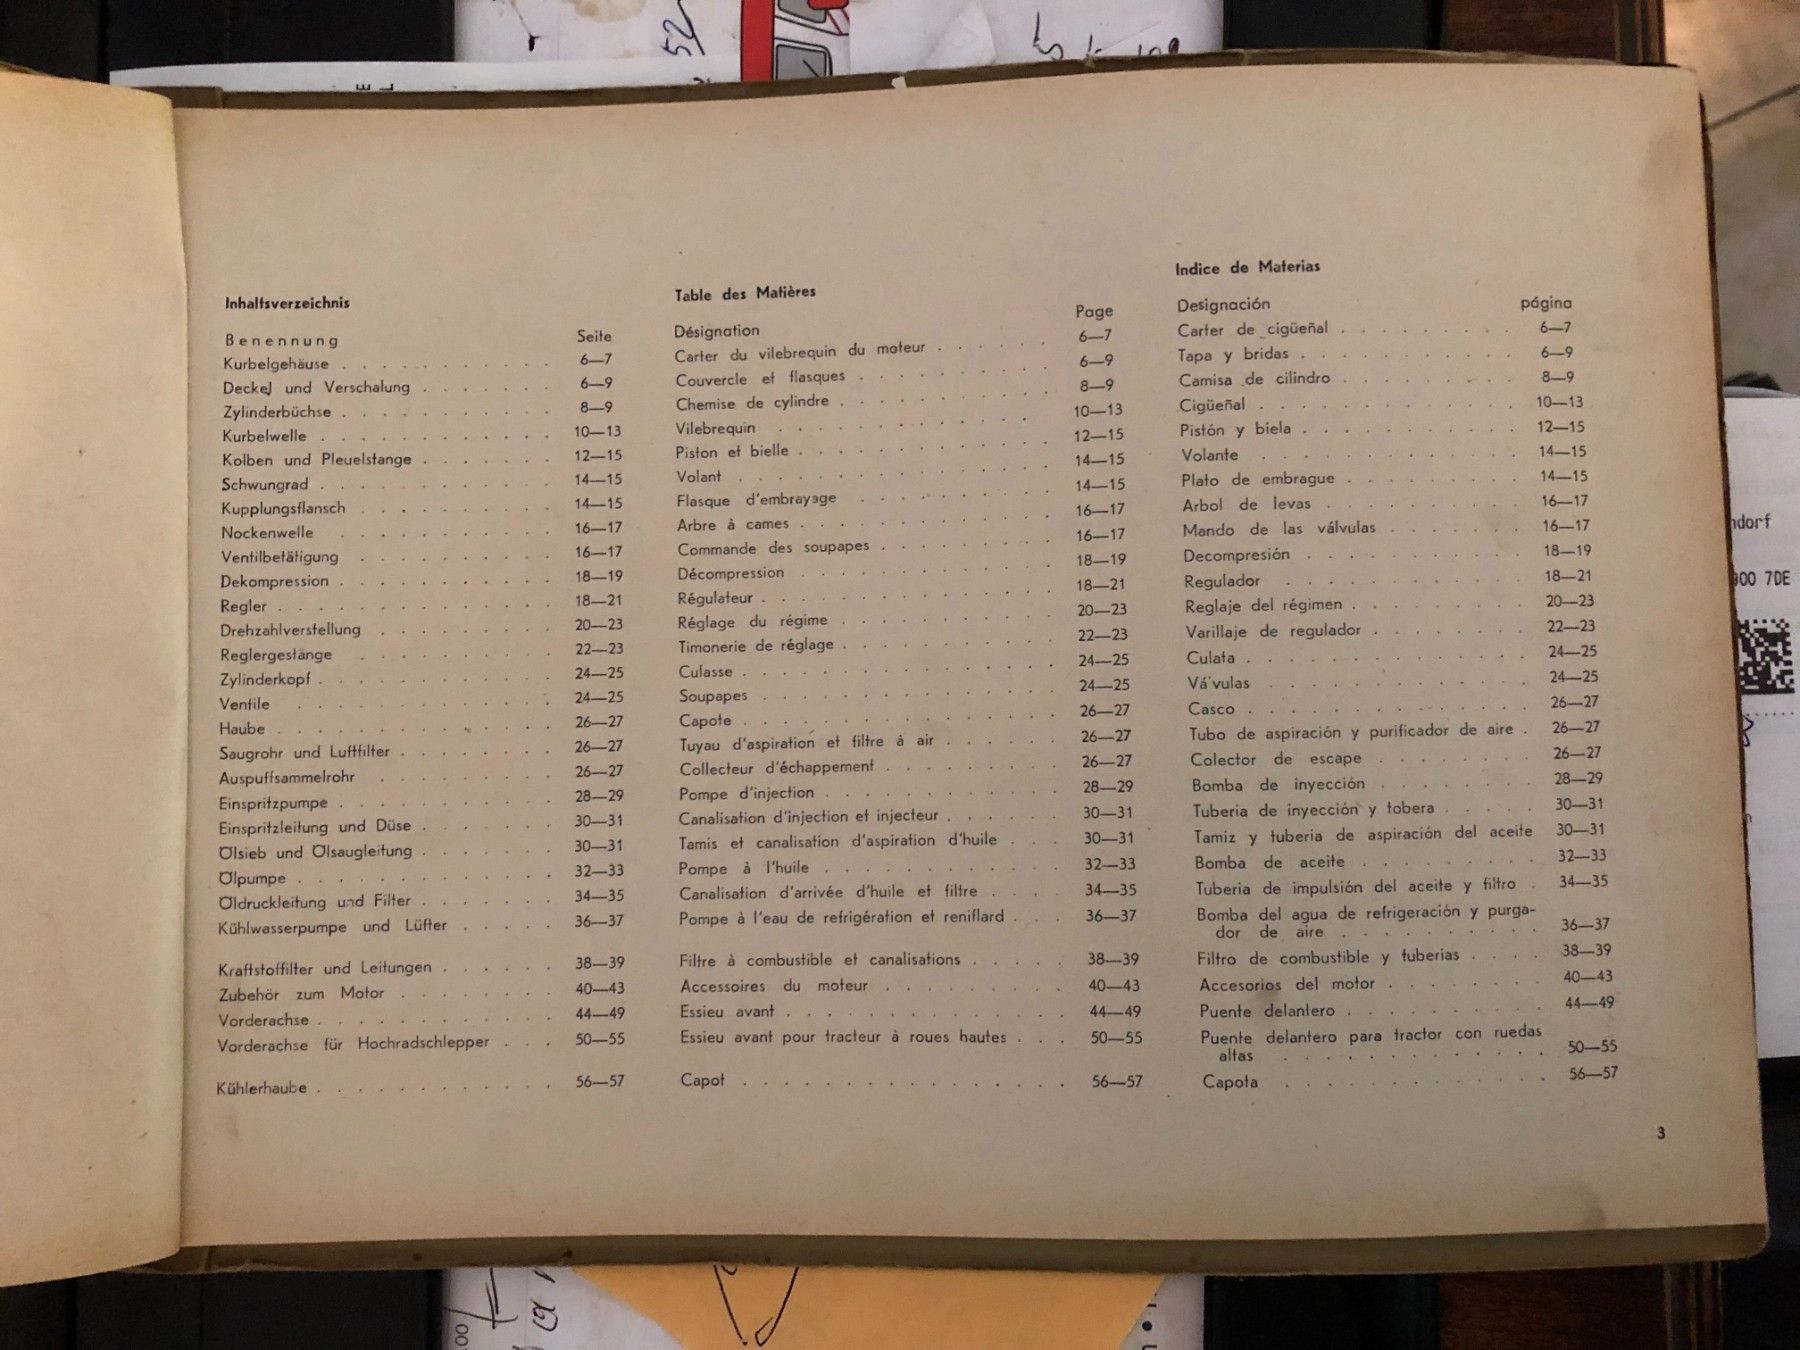 Inhaltsverzeichnis
Benennung Seite
Kurbelgehäuse . . . . . . . . . . . 6—7
Deckel und Verschalung . . . . . . 6—9
Zylinderbüchse . . . . . . . . . . 8—9
Kurbelwelle . . . . . . . . . . . 10—13
Kolben und Pleuelstange . . . . . . 12—15
Schwungrad . . . . . . . . . . . 14—15
Kupplungsflansch . . . . . . . . . 14—15
Nockenwelle . . . . . . . . . . 16—17
Ventilbetätigung . . . . . . . . . 16—17
Dekompression . . . . . . . . . . 18—19
Regler . . . . . . . . . . . . . 18—21
Drehzahlverstellung . . . . . . . . 20—23
Reglergestänge . . . . . . . . . 22—23
Zylinderkopf . . . . . . . . . . . 24—25
Ventile . . . . . . . . . . . . 24—25
Haube . . . . . . . . . . . . . 26—27
Saugrohr und Luftfilter . . . . . . . 26—27
Auspuffsammelrohr . . . . . . . . 26—27
Einspritzpumpe . . . . . . . . . . 28—29
Einspritzleitung und Düse . . . . . . 30—31
Ölsieb und Ölsaugleitung . . . . . . 30—31
Ölpumpe . . . . . . . . . . . . 32—33
Öldruckleitung und Filter . . . . . . 34—35
Kühlwasserpumpe und Lüfter . . . . . 36—37
Kraftstoffilter und Leitungen . . . . . . 38—39
Zubehör zum Motor . . . . . . . . 40—43
Vorderachse . . . . . . . . . . . 44—49
Vorderachse für Hochradschlepper . . . 50—55
Kühlerhaube . . . . . . . . . . . 56—57
Table des Matières
Page
Désignation
Carter du vilebrequin du moteur . . . . . . 6—7
Couvercle et flasques . . . . . . . . . 6—9
Chemise de cylindre . . . . . . . . . . 8—9
Vilebrequin . . . . . . . . . . . 10—13
Piston et bielle . . . . . . . . . . . . 12—15
Volant . . . . . . . . . . . . . . 14—15
Flasque d'embrayage . . . . . . . . . 14—15
Arbre à cames . . . . . . . . . . . . 16—17
Commande des soupapes . . . . . . . . 16—17
Décompression . . . . . . . . . . . 18—19
Régulateur . . . . . . . . . . . . . 18—21
Réglage du régime . . . . . . . . . . 20—23
Timonerie de réglage . . . . . . . . . . 22—23
Culasse . . . . . . . . . . . . . . 24—25
Soupapes . . . . . . . . . . . . . 24—25
Capote . . . . . . . . . . . . . . 26—27
Tuyau d'aspiration et filtre à air . . . . . . 26—27
Collecteur d'échappement . . . . . . . . 26—27
Pompe d'injection . . . . . . . . . . . 28—29
Canalisation d'injection et injecteur . . . . . . 30—31
Tamis et canalisation d'aspiration d'huile . . . . 30—31
Pompe à l'huile . . . . . . . . . . . 32—33
Canalisation d'arrivée d'huile et filtre . . . . 34—35
Pompe à l'eau de refrigération et reniflard . . . 36—37
Filtre à combustible et canalisations . . . . . 38—39
Accessoires du moteur . . . . . . . . . 40—43
Essieu avant . . . . . . . . . . . . . 44—49
Essieu avant pour tracteur à roues hautes . . . 50—55
Capot . . . . . . . . . . . . . . 56—57
Indice de Materias
Designación página
Carter de cigüeñal . . . . . . . . . 6—7
Tapa y bridas . . . . . . . . . . . 6—9
Camisa de cilindro . . . . . . . . . 8—9
Cigüeñal . . . . . . . . . . . . . 10—13
Pistón y biela . . . . . . . . . . . 12—15
Volante . . . . . . . . . . . . . 14—15
Plato de embrague . . . . . . . . . 14—15
Arbol de levas . . . . . . . . . . 16—17
Mando de las válvulas . . . . . . . . 16—17
Decompresión . . . . . . . . . . . 18—19
Regulador . . . . . . . . . . . . 18—21
Reglaje del régimen . . . . . . . . . 20—23
Varillaje de regulador . . . . . . . . 22—23
Culata . . . . . . . . . . . . . . 24—25
Vá vulas . . . . . . . . . . . . . 24—25
Casco . . . . . . . . . . . . . . 26—27
Tubo de aspiración y purificador de aire . 26—27
Colector de escape . . . . . . . . 26—27
Bomba de inyección . . . . . . . . 28—29
Tuberia de inyección y tobera . . . . . 30—31
Tamiz y tuberia de aspiración del aceite 30—31
Bomba de aceite . . . . . . . . . 32—33
Tuberia de impulsión del aceite y filtro . 34—35
Bomba del agua de refrigeración y purga-
dor de aire . . . . . . . . . . 36—37
Filtro de combustible y tuberias . . . . 38—39
Accesorios del motor . . . . . . . . 40—43
Puente delantero . . . . . . . . . . 44—49
Puente delantero para tractor con ruedas
altas . . . . . . . . . . . . 50—55
Capota . . . . . . . . . . . . . 56—57
3
ndorf
900 7DE
52